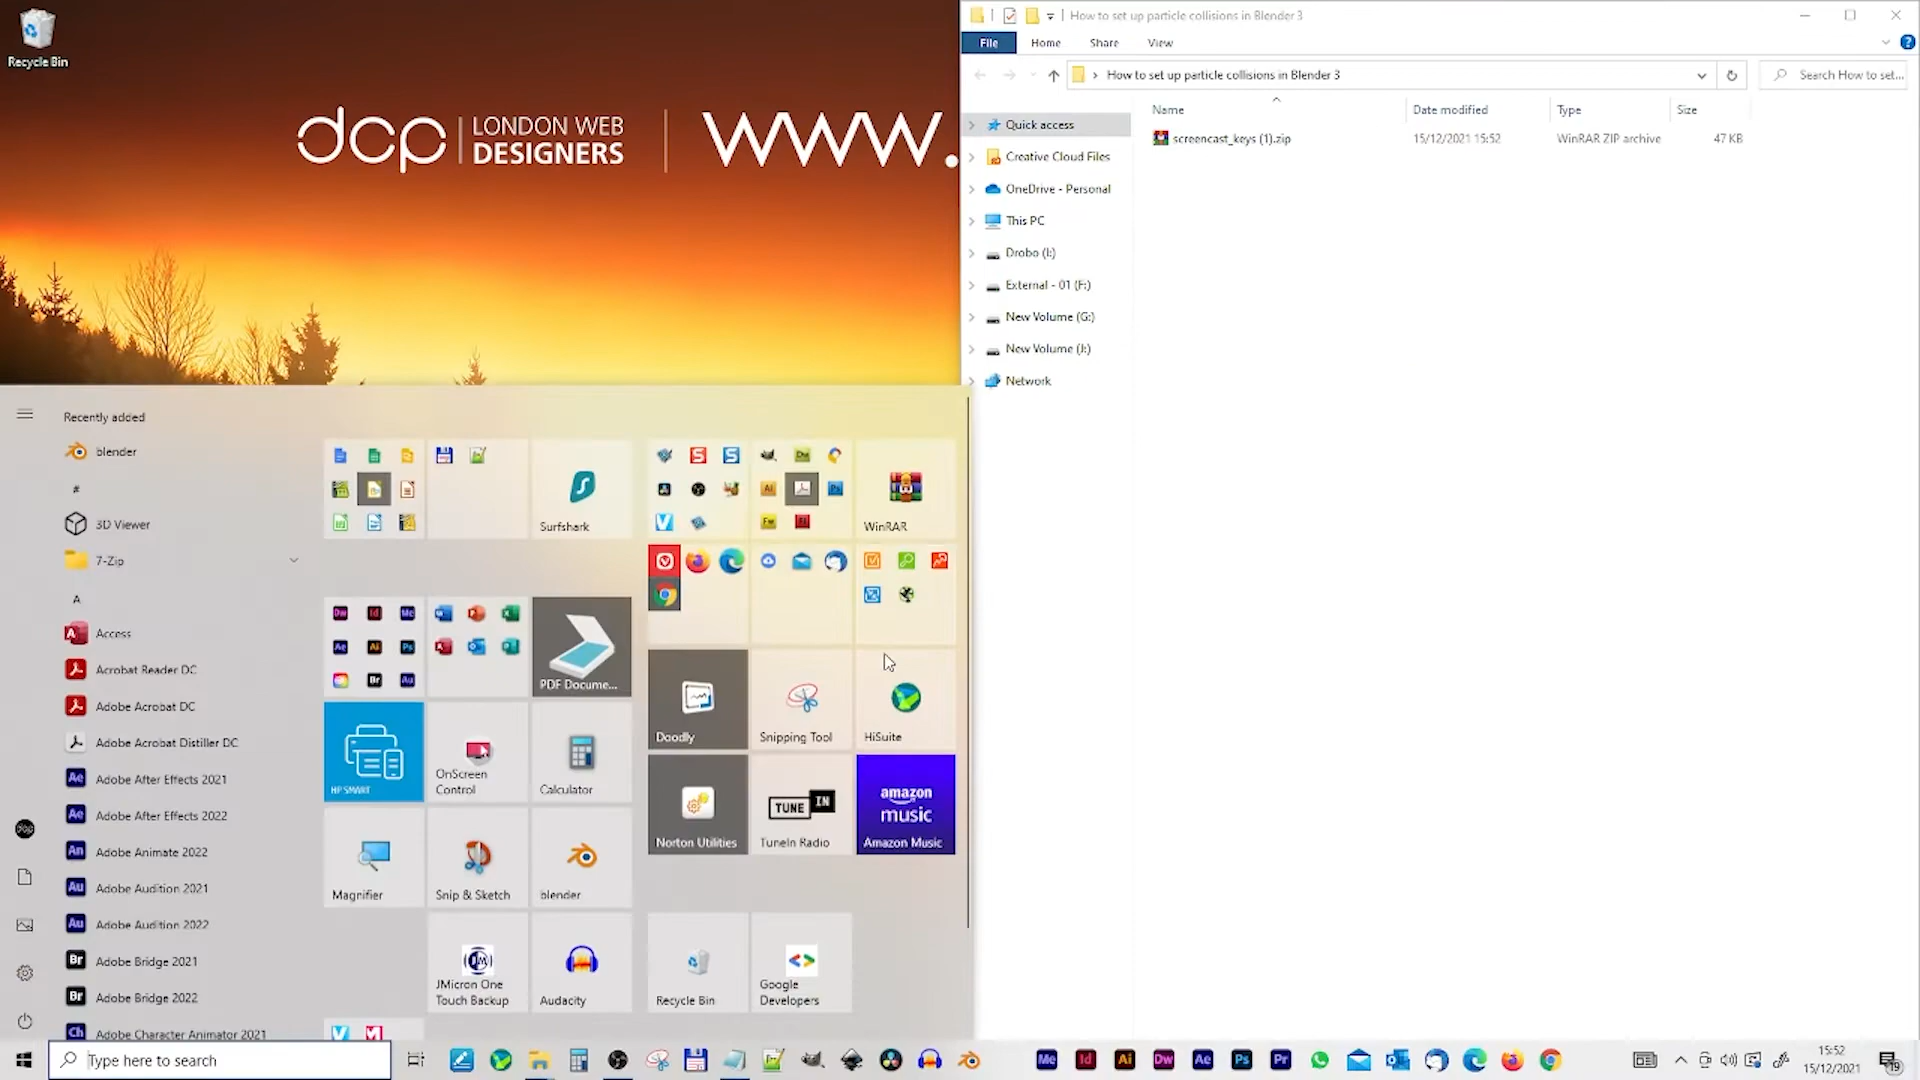 Recycle Bin
dcp
LONDON WEB
DESIGNERS
www.
How to set up particle collisions in Blender 3
File
Home
Share
View
How to set up particle collisions in Blender 3
Search How to set...
Name
Date modified
Type
Size
screencast_keys (1).zip
15/12/2021 15:52
WinRAR ZIP archive
47 KB
Quick access
Creative Cloud Files
OneDrive - Personal
This PC
Drobo (I:)
External - 01 (F:)
New Volume (G:)
New Volume (J:)
Network
Recently added
blender
#
3D Viewer
7-Zip
A
Access
Acrobat Reader DC
Adobe Acrobat DC
Adobe Acrobat Distiller DC
Adobe After Effects 2021
Adobe After Effects 2022
Adobe Animate 2022
Adobe Audition 2021
Adobe Audition 2022
Adobe Bridge 2021
Adobe Bridge 2022
Adobe Character Animator 2021
Surfshark
WinRAR
PDF Docume...
Doodly
Snipping Tool
HiSuite
HP SMART
OnScreen
Control
Calculator
Norton Utilities
TUNE IN
TuneIn Radio
amazon
music
Amazon Music
Magnifier
Snip & Sketch
blender
JMicron One
Touch Backup
Audacity
Recycle Bin
Google
Developers
Type here to search
15:52
15/12/2021
19